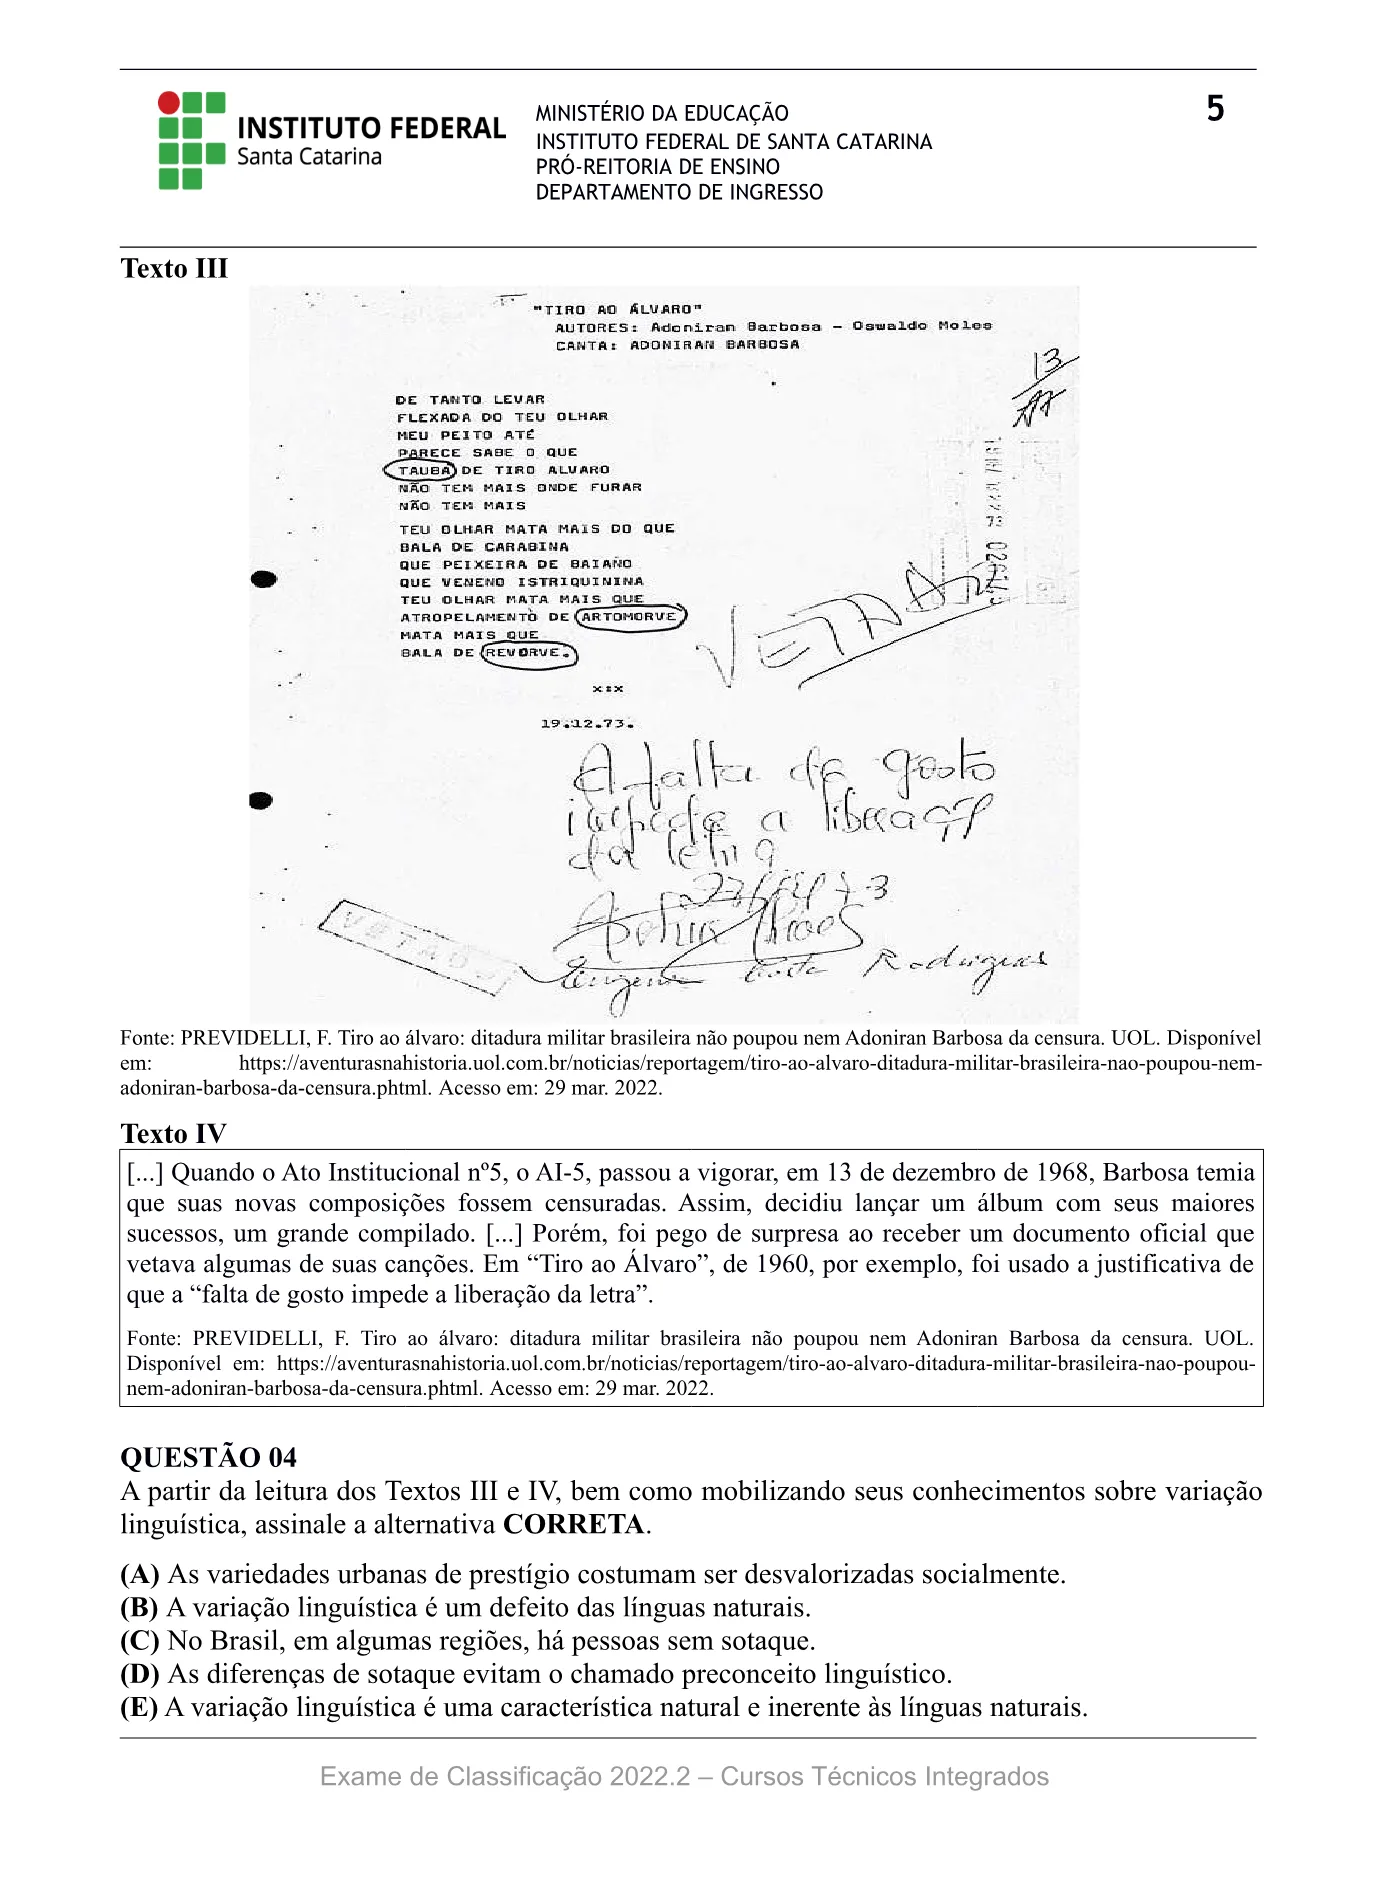 INSTITUTO FEDERAL
Santa Catarina
MINISTÉRIO DA EDUCAÇÃO
INSTITUTO FEDERAL DE SANTA CATARINA
PRÓ-REITORIA DE ENSINO
DEPARTAMENTO DE INGRESSO
5
Texto III
"TIRO AO ÁLVARO"
AUTORES: Adoniran Barbosa - Oswaldo Moles
CANTA: ADONIRAN BARBOSA
13
DE TANTO LEVAR
FLEXADA DO TEU OLHAR
MEU PEITO ATÉ
PARECE SABE O QUE
TAUBA DE TIRO ALVARO
NÃO TEM MAIS ONDE FURAR
NÃO TEM MAIS
TEU OLHAR MATA MAIS DO QUE
BALA DE CARABINA
QUE PEIXEIRA DE BAIANO
QUE VENENO ISTRIQUININA
TEU OLHAR MATA MAIS QUE
ATROPELAMENTO DE ARTOMORVE
MATA MAIS QUE
BALA DE REVORVE.
VETADO
x:x
19.12.73.
A falta de gosto
impede a liberação
da letra
VETADO
Costa Rodrigues
Fonte: PREVIDELLI, F. Tiro ao álvaro: ditadura militar brasileira não poupou nem Adoniran Barbosa da censura. UOL. Disponível
em: https://aventurasnahistoria.uol.com.br/noticias/reportagem/tiro-ao-alvaro-ditadura-militar-brasileira-nao-poupou-nem-
adoniran-barbosa-da-censura.phtml. Acesso em: 29 mar. 2022.
Texto IV
[...] Quando o Ato Institucional nº5, o AI-5, passou a vigorar, em 13 de dezembro de 1968, Barbosa temia
que suas novas composições fossem censuradas. Assim, decidiu lançar um álbum com seus maiores
sucessos, um grande compilado. [...] Porém, foi pego de surpresa ao receber um documento oficial que
vetava algumas de suas canções. Em “Tiro ao Álvaro”, de 1960, por exemplo, foi usado a justificativa de
que a “falta de gosto impede a liberação da letra”.
Fonte: PREVIDELLI, F. Tiro ao álvaro: ditadura militar brasileira não poupou nem Adoniran Barbosa da censura. UOL.
Disponível em: https://aventurasnahistoria.uol.com.br/noticias/reportagem/tiro-ao-alvaro-ditadura-militar-brasileira-nao-poupou-
nem-adoniran-barbosa-da-censura.phtml. Acesso em: 29 mar. 2022.
QUESTÃO 04
A partir da leitura dos Textos III e IV, bem como mobilizando seus conhecimentos sobre variação
linguística, assinale a alternativa CORRETA.
(A) As variedades urbanas de prestígio costumam ser desvalorizadas socialmente.
(B) A variação linguística é um defeito das línguas naturais.
(C) No Brasil, em algumas regiões, há pessoas sem sotaque.
(D) As diferenças de sotaque evitam o chamado preconceito linguístico.
(E) A variação linguística é uma característica natural e inerente às línguas naturais.
Exame de Classificação 2022.2 – Cursos Técnicos Integrados